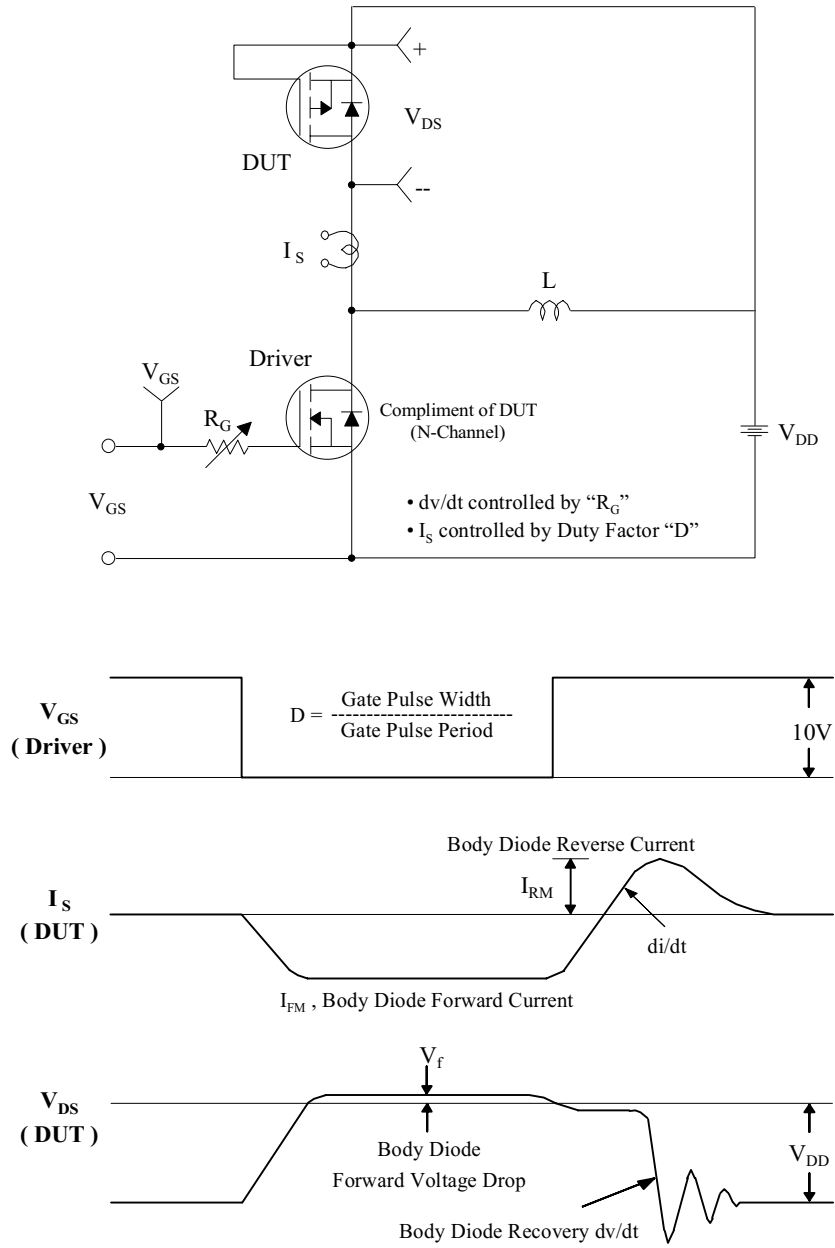 +
V_DS
DUT
--
I_S
L
Driver
V_GS
R_G
Compliment of DUT
(N-Channel)
V_DD
V_GS
• dv/dt controlled by “R_G”
• I_S controlled by Duty Factor “D”
V_GS
( Driver )
D = Gate Pulse Width
--------------------------
Gate Pulse Period
10V
Body Diode Reverse Current
I_S
( DUT )
I_RM
di/dt
I_FM , Body Diode Forward Current
V_f
V_DS
( DUT )
Body Diode
Forward Voltage Drop
V_DD
Body Diode Recovery dv/dt